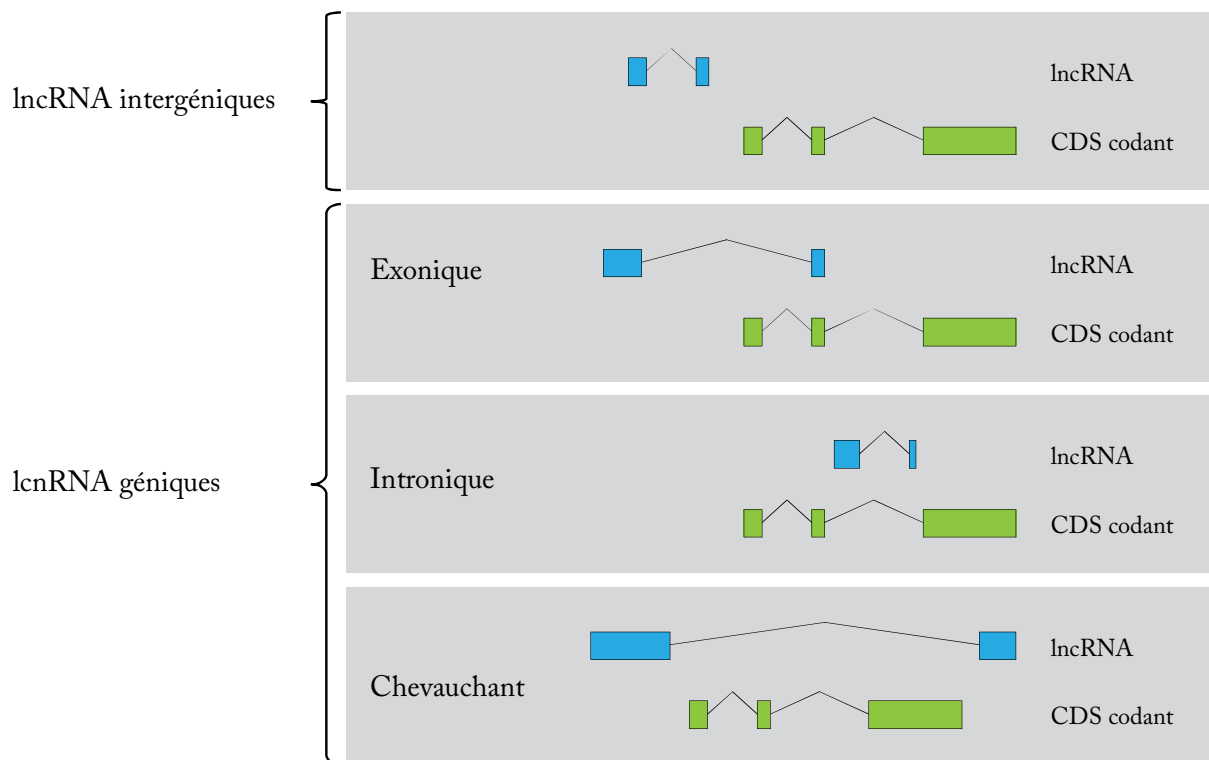 lncRNA intergéniques
lncRNA
CDS codant
Exonique
lncRNA
CDS codant
lcnRNA géniques
Intronique
lncRNA
CDS codant
Chevauchant
lncRNA
CDS codant